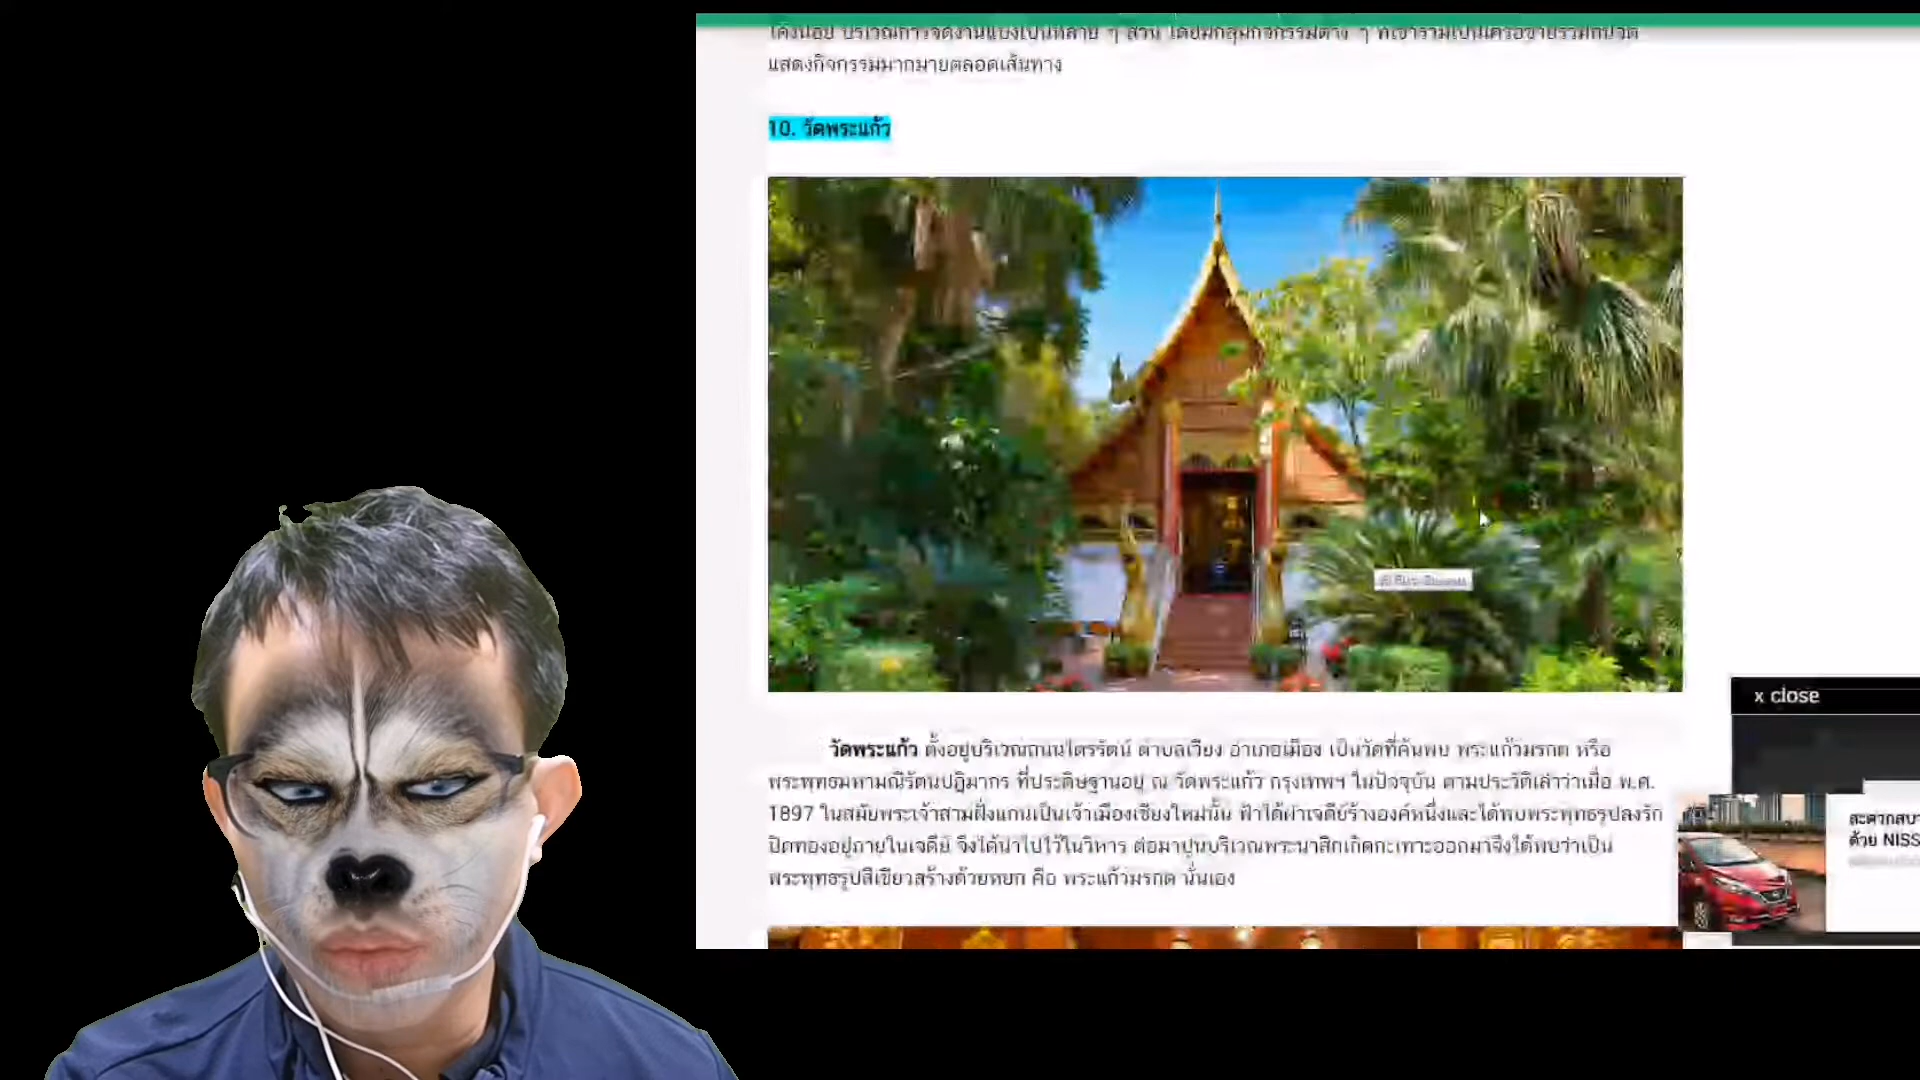 แสดงกิจกรรมมากมายตลอดเส้นทาง
10. วัดพระแก้ว
วัดพระแก้ว ตั้งอยู่บริเวณถนนไตรรัตน์ ตำบลเวียง อำเภอเมือง เป็นวัดที่ค้นพบ พระแก้วมรกต หรือ
พระพุทธมหามณีรัตนปฏิมากร ที่ประดิษฐานอยู่ ณ วัดพระแก้ว กรุงเทพฯ ในปัจจุบัน ตามประวัติเล่าว่าเมื่อ พ.ศ.
1897 ในสมัยพระเจ้าสามฝั่งแกนเป็นเจ้าเมืองเชียงใหม่นั้น ฟ้าได้ผ่าเจดีย์ร้างองค์หนึ่งและได้พบพระพุทธรูปลงรัก
ปิดทองอยู่ภายในเจดีย์ จึงได้นำไปไว้ในวิหาร ต่อมาปูนบริเวณพระนาสิกเกิดกะเทาะออกมาจึงได้พบว่าเป็น
พระพุทธรูปสีเขียวสร้างด้วยหยก คือ พระแก้วมรกต นั่นเอง
x close
สะดวกสบา
ด้วย NISS